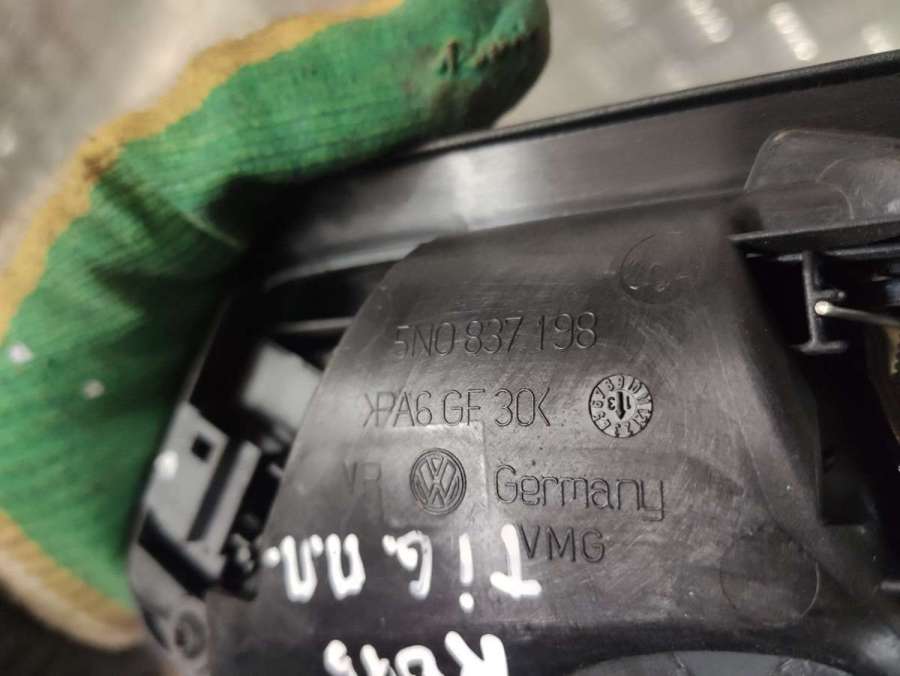 5N0 837 198
>PA6 GF 30<
Germany
VMG
TiG. П.П.